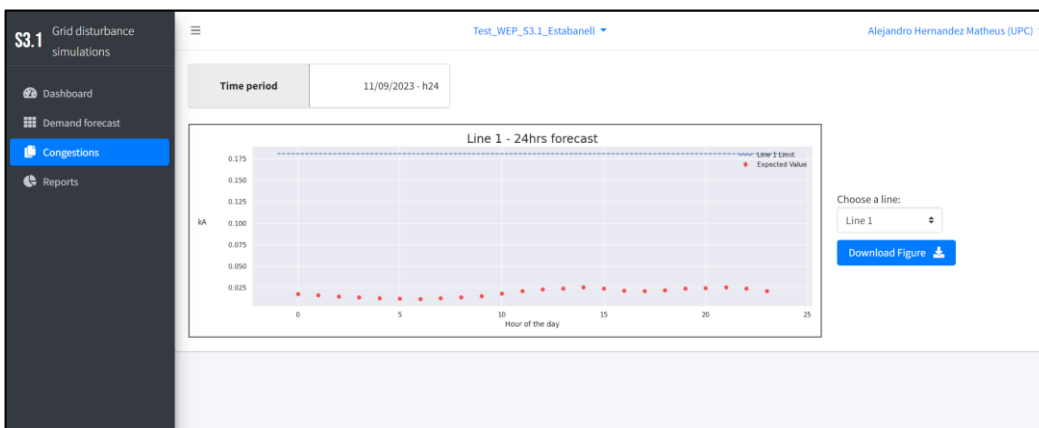 S3.1
Grid disturbance
simulations
Dashboard
Demand forecast
Congestions
Reports
Test_WEP_S3.1_Estabanell
Alejandro Hernandez Matheus (UPC)
Time period
11/09/2023 - h24
Line 1 - 24hrs forecast
Line 1 Limit
Expected Value
kA
0.175
0.150
0.125
0.100
0.075
0.050
0.025
0 5 10 15 20 25
Hour of the day
Choose a line:
Line 1
Download Figure